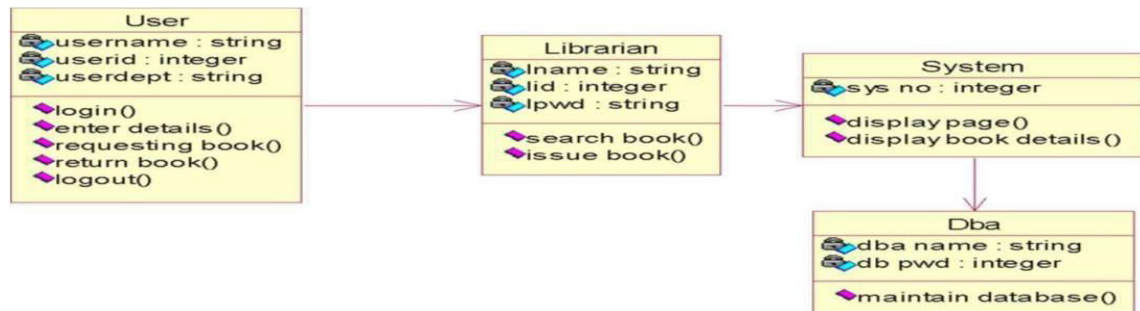 User
username : string
userid : integer
userdept : string
login()
enter details()
requesting book()
return book()
logout()
Librarian
lname : string
lid : integer
lpwd : string
search book()
issue book()
System
sys no : integer
display page()
display book details()
Dba
dba name : string
db pwd : integer
maintain database()